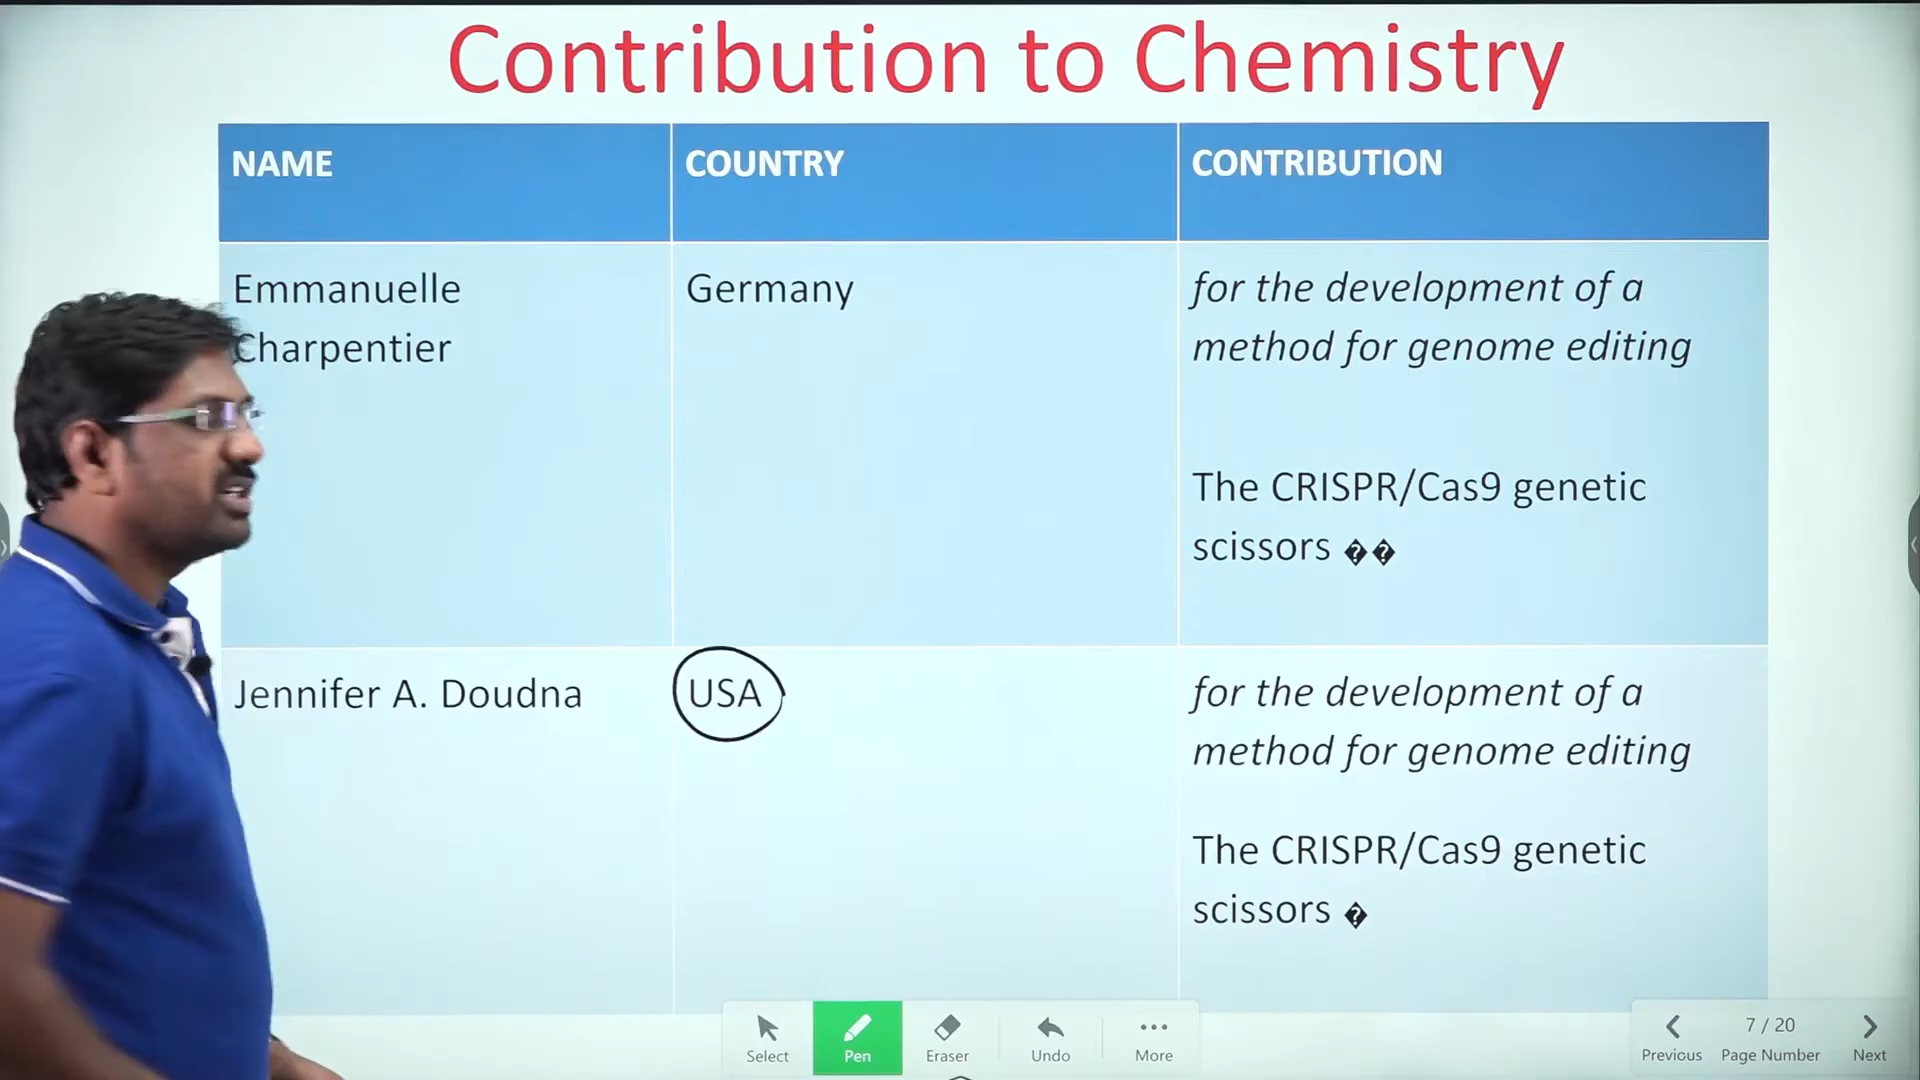 Contribution to Chemistry
NAME
COUNTRY
CONTRIBUTION
Emmanuelle
Charpentier
Germany
for the development of a
method for genome editing
The CRISPR/Cas9 genetic
scissors ��
Jennifer A. Doudna
USA
for the development of a
method for genome editing
The CRISPR/Cas9 genetic
scissors �
Select
Pen
Eraser
Undo
More
Previous
7 / 20
Page Number
Next